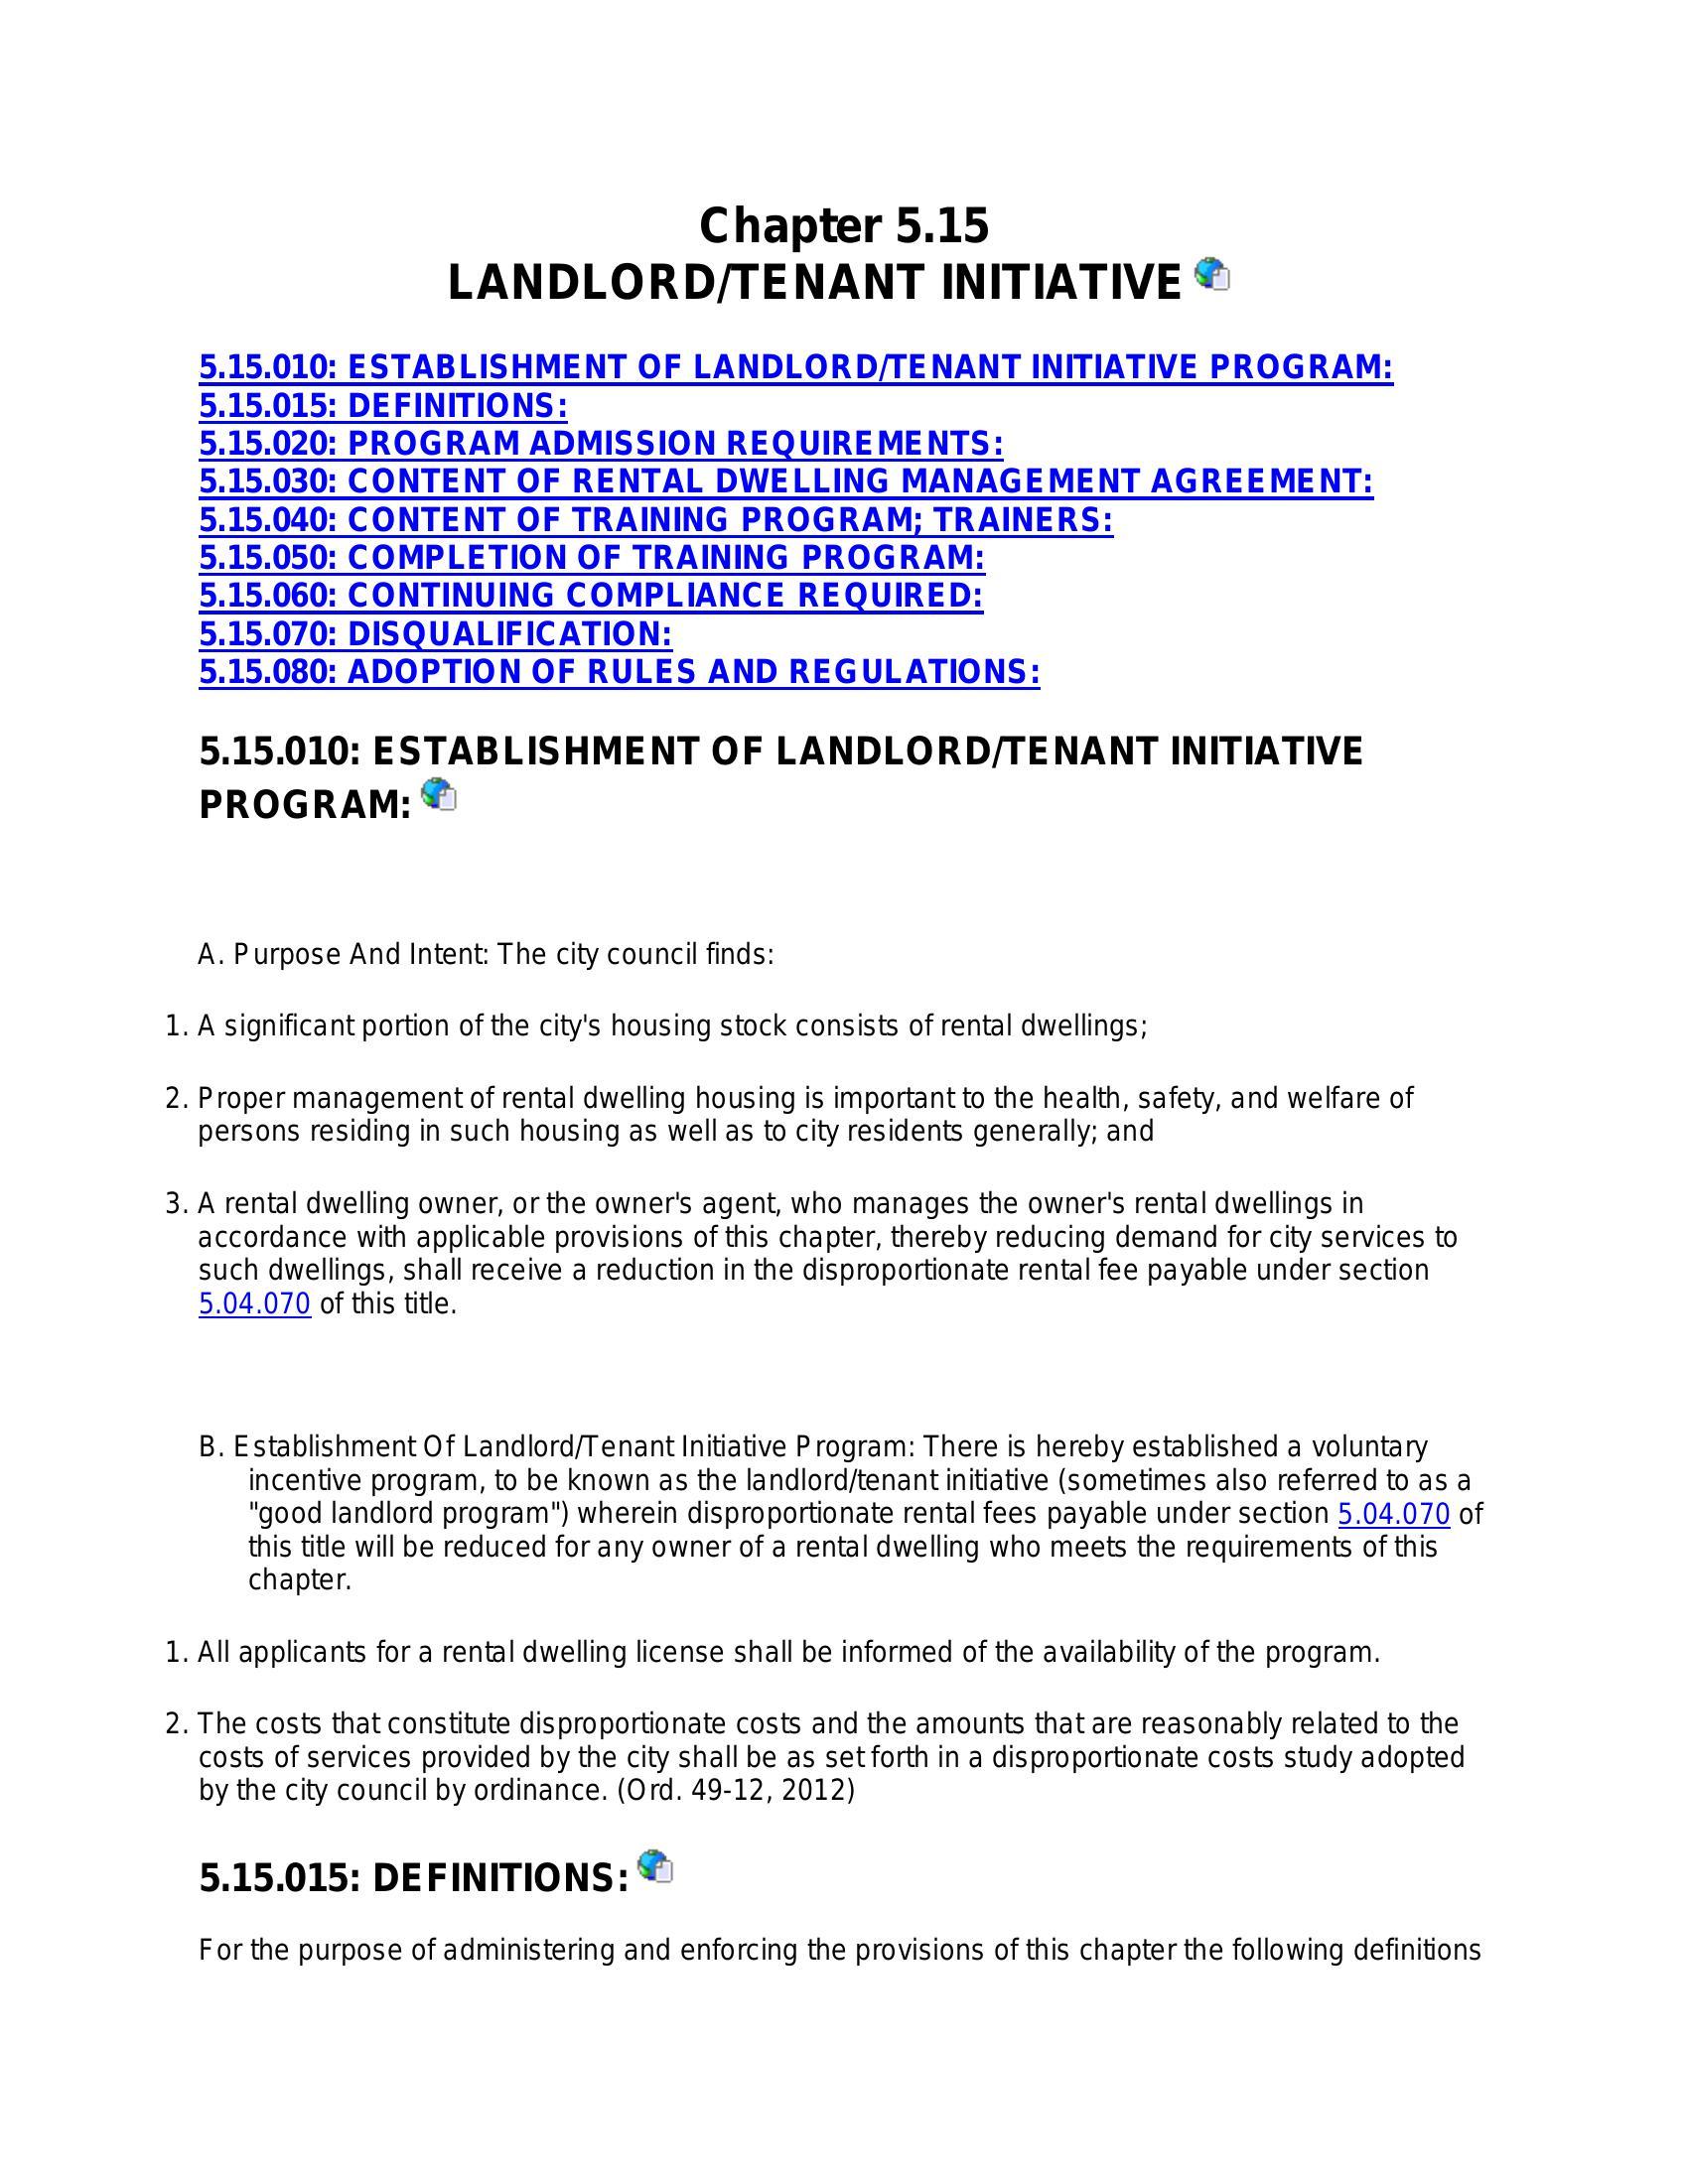 Chapter 5.15
LANDLORD/TENANT INITIATIVE
5.15.010: ESTABLISHMENT OF LANDLORD/TENANT INITIATIVE PROGRAM:
5.15.015: DEFINITIONS:
5.15.020: PROGRAM ADMISSION REQUIREMENTS:
5.15.030: CONTENT OF RENTAL DWELLING MANAGEMENT AGREEMENT:
5.15.040: CONTENT OF TRAINING PROGRAM; TRAINERS:
5.15.050: COMPLETION OF TRAINING PROGRAM:
5.15.060: CONTINUING COMPLIANCE REQUIRED:
5.15.070: DISQUALIFICATION:
5.15.080: ADOPTION OF RULES AND REGULATIONS:
5.15.010: ESTABLISHMENT OF LANDLORD/TENANT INITIATIVE
PROGRAM:
A. Purpose And Intent: The city council finds:
1. A significant portion of the city's housing stock consists of rental dwellings;
2. Proper management of rental dwelling housing is important to the health, safety, and welfare of
persons residing in such housing as well as to city residents generally; and
3. A rental dwelling owner, or the owner's agent, who manages the owner's rental dwellings in
accordance with applicable provisions of this chapter, thereby reducing demand for city services to
such dwellings, shall receive a reduction in the disproportionate rental fee payable under section
5.04.070 of this title.
B. Establishment Of Landlord/Tenant Initiative Program: There is hereby established a voluntary
incentive program, to be known as the landlord/tenant initiative (sometimes also referred to as a
"good landlord program") wherein disproportionate rental fees payable under section 5.04.070 of
this title will be reduced for any owner of a rental dwelling who meets the requirements of this
chapter.
1. All applicants for a rental dwelling license shall be informed of the availability of the program.
2. The costs that constitute disproportionate costs and the amounts that are reasonably related to the
costs of services provided by the city shall be as set forth in a disproportionate costs study adopted
by the city council by ordinance. (Ord. 49-12, 2012)
5.15.015: DEFINITIONS:
For the purpose of administering and enforcing the provisions of this chapter the following definitions